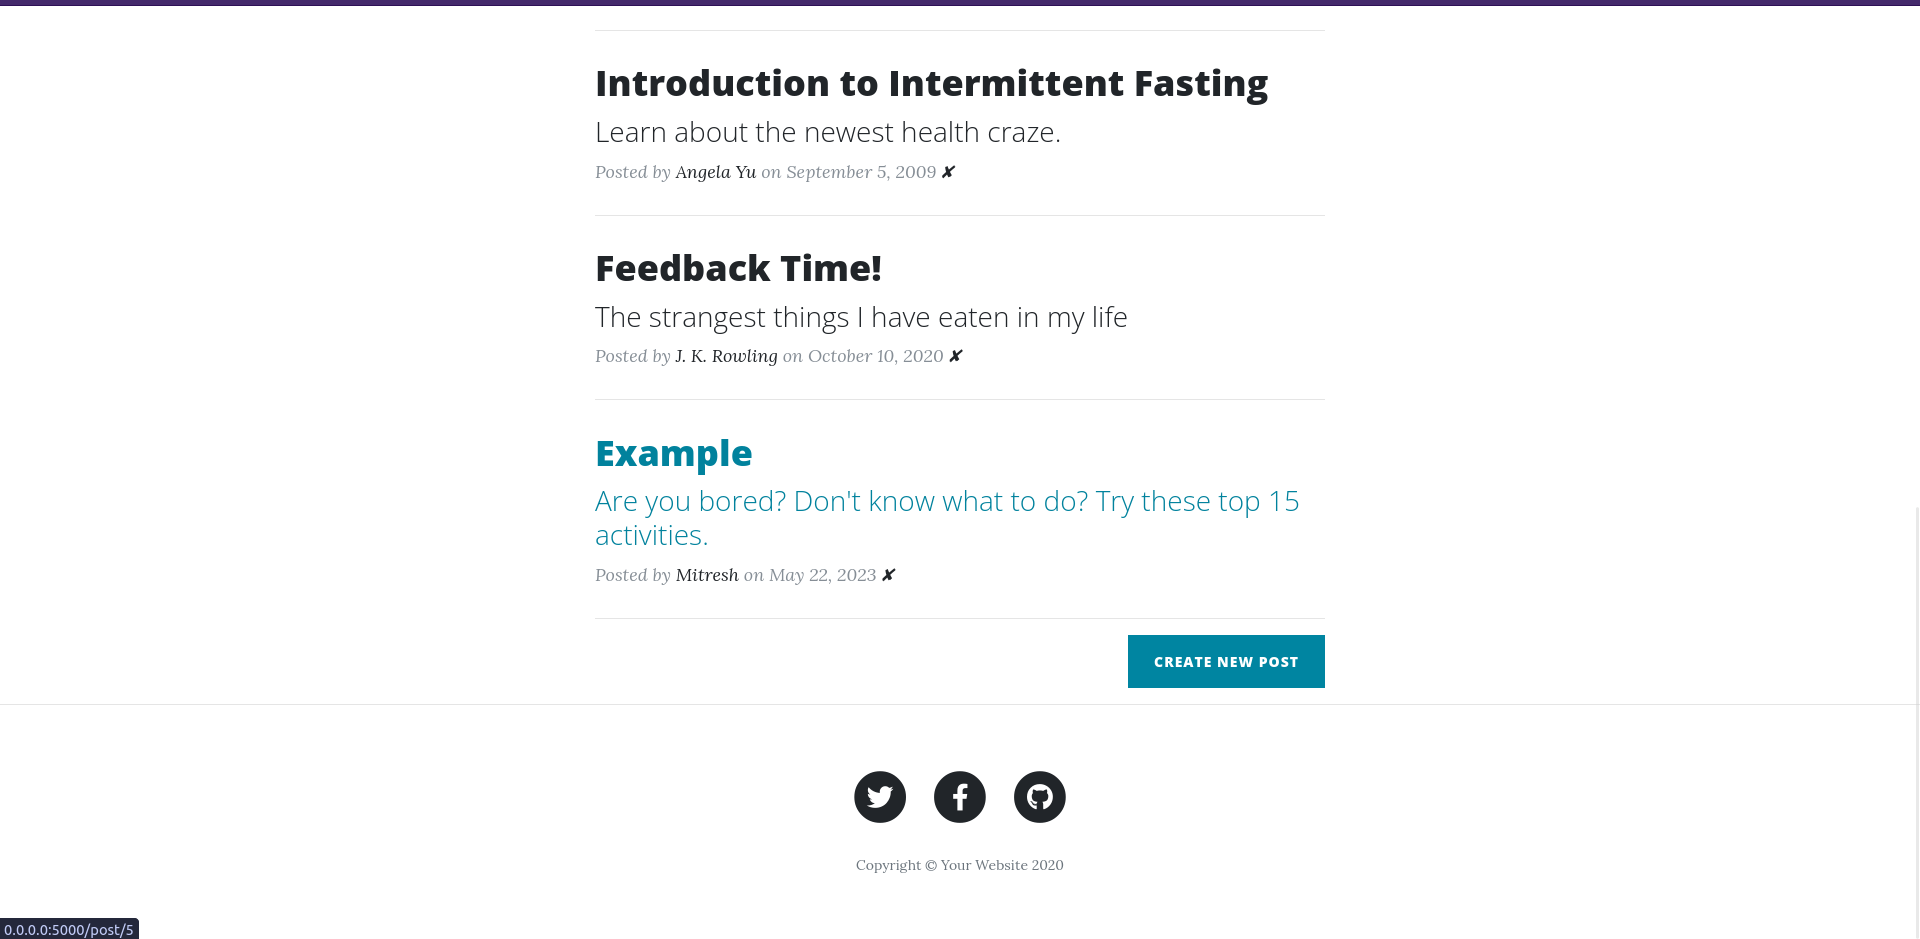 Introduction to Intermittent Fasting
Learn about the newest health craze.
Posted by Angela Yu on September 5, 2009 ✘
Feedback Time!
The strangest things I have eaten in my life
Posted by J. K. Rowling on October 10, 2020 ✘
Example
Are you bored? Don't know what to do? Try these top 15
activities.
Posted by Mitresh on May 22, 2023 ✘
CREATE NEW POST
Copyright © Your Website 2020
0.0.0.0:5000/post/5